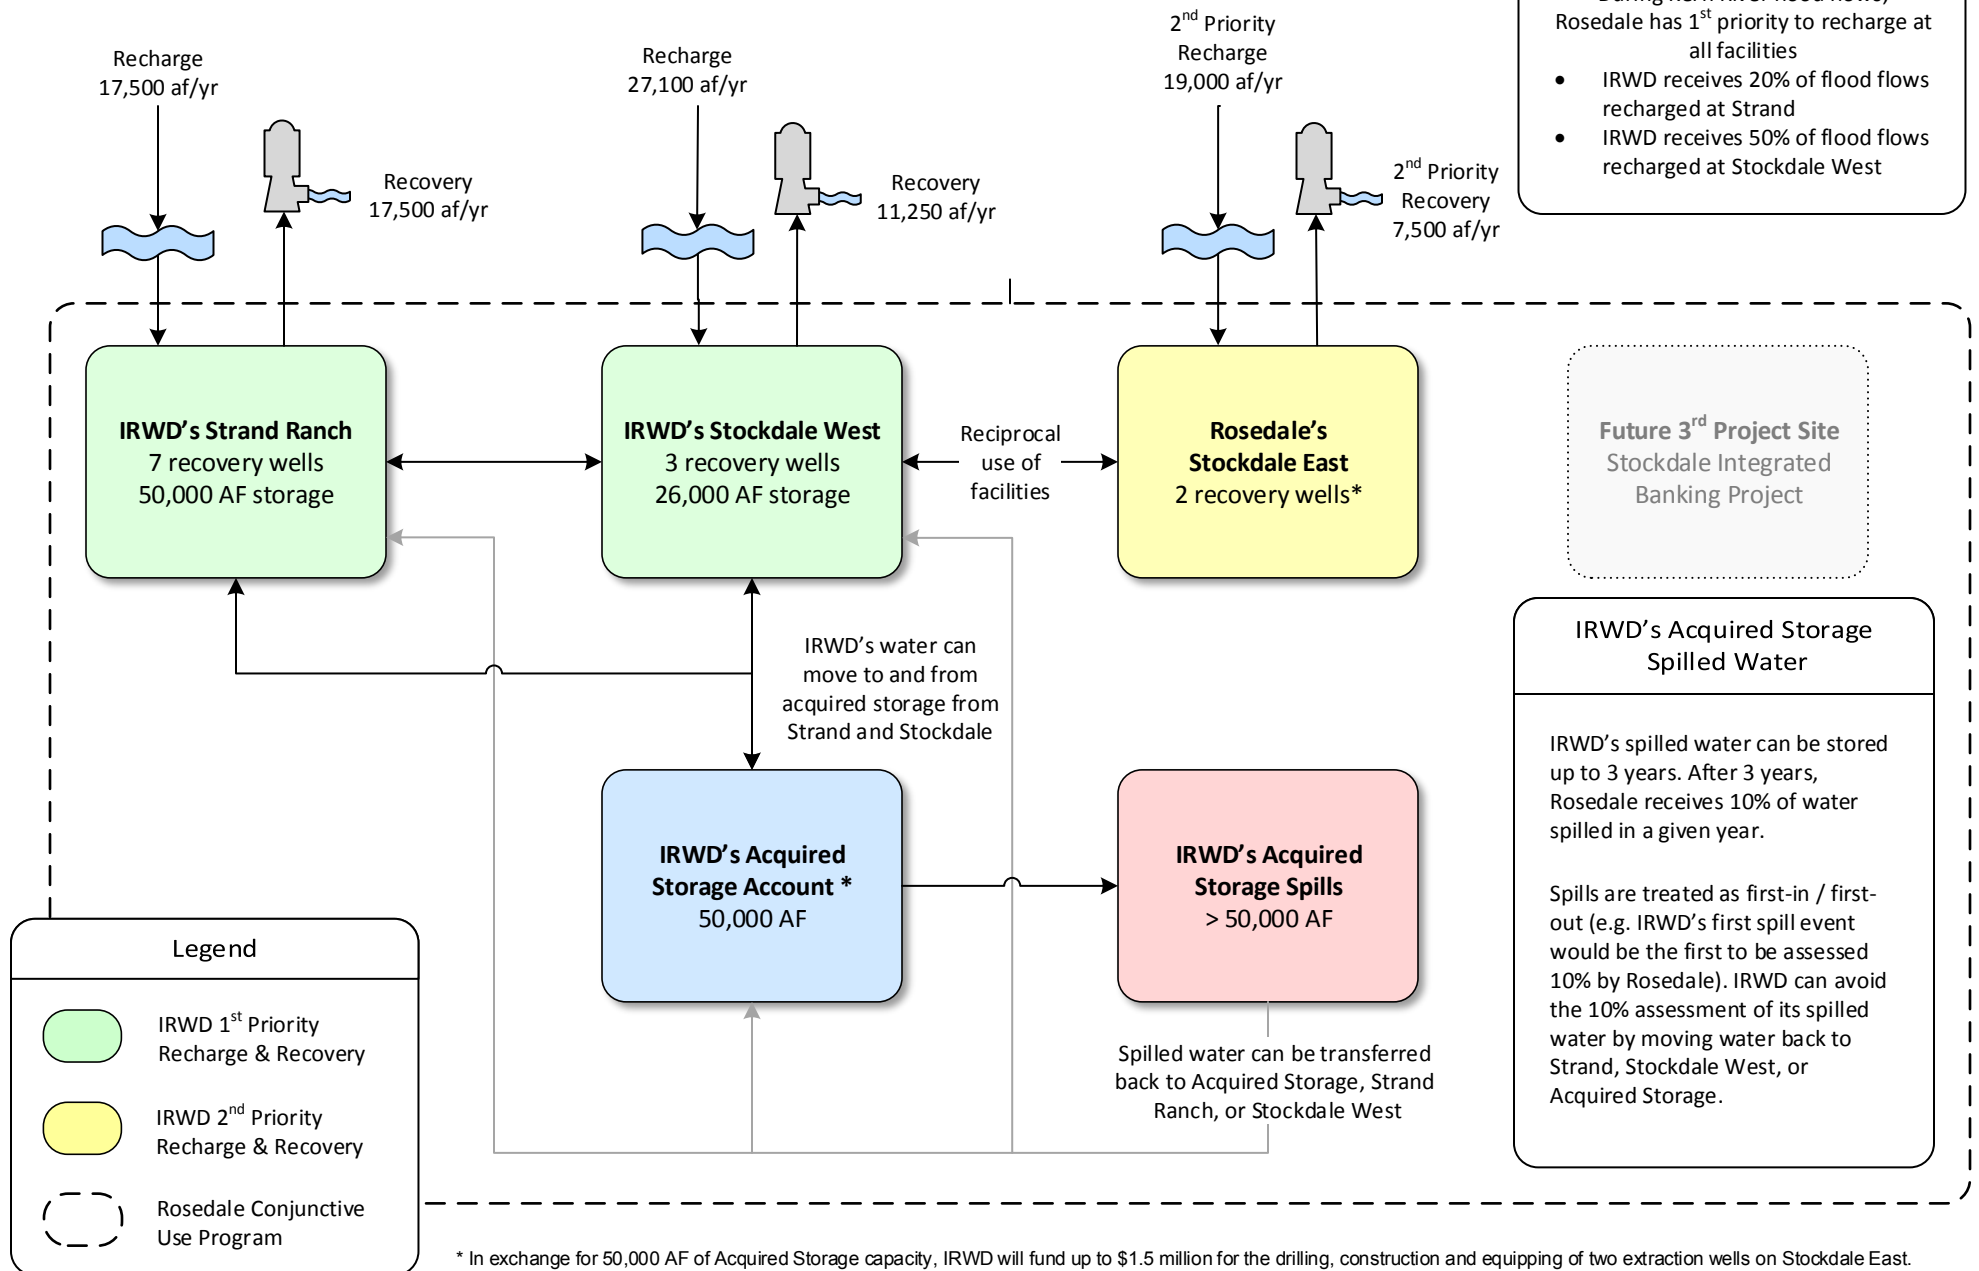 Rosedale has 1st priority to recharge at
all facilities
• IRWD receives 20% of flood flows
recharged at Strand
• IRWD receives 50% of flood flows
recharged at Stockdale West
Recharge
17,500 af/yr
Recovery
17,500 af/yr
Recharge
27,100 af/yr
Recovery
11,250 af/yr
2nd Priority
Recharge
19,000 af/yr
2nd Priority
Recovery
7,500 af/yr
IRWD’s Strand Ranch
7 recovery wells
50,000 AF storage
IRWD’s Stockdale West
3 recovery wells
26,000 AF storage
Reciprocal
use of
facilities
Rosedale’s
Stockdale East
2 recovery wells*
Future 3rd Project Site
Stockdale Integrated
Banking Project
IRWD’s water can
move to and from
acquired storage from
Strand and Stockdale
IRWD’s Acquired
Storage Account *
50,000 AF
IRWD’s Acquired
Storage Spills
> 50,000 AF
Spilled water can be transferred
back to Acquired Storage, Strand
Ranch, or Stockdale West
IRWD’s Acquired Storage
Spilled Water
IRWD’s spilled water can be stored
up to 3 years. After 3 years,
Rosedale receives 10% of water
spilled in a given year.
Spills are treated as first-in / first-
out (e.g. IRWD’s first spill event
would be the first to be assessed
10% by Rosedale). IRWD can avoid
the 10% assessment of its spilled
water by moving water back to
Strand, Stockdale West, or
Acquired Storage.
Legend
IRWD 1st Priority
Recharge & Recovery
IRWD 2nd Priority
Recharge & Recovery
Rosedale Conjunctive
Use Program
* In exchange for 50,000 AF of Acquired Storage capacity, IRWD will fund up to $1.5 million for the drilling, construction and equipping of two extraction wells on Stockdale East.